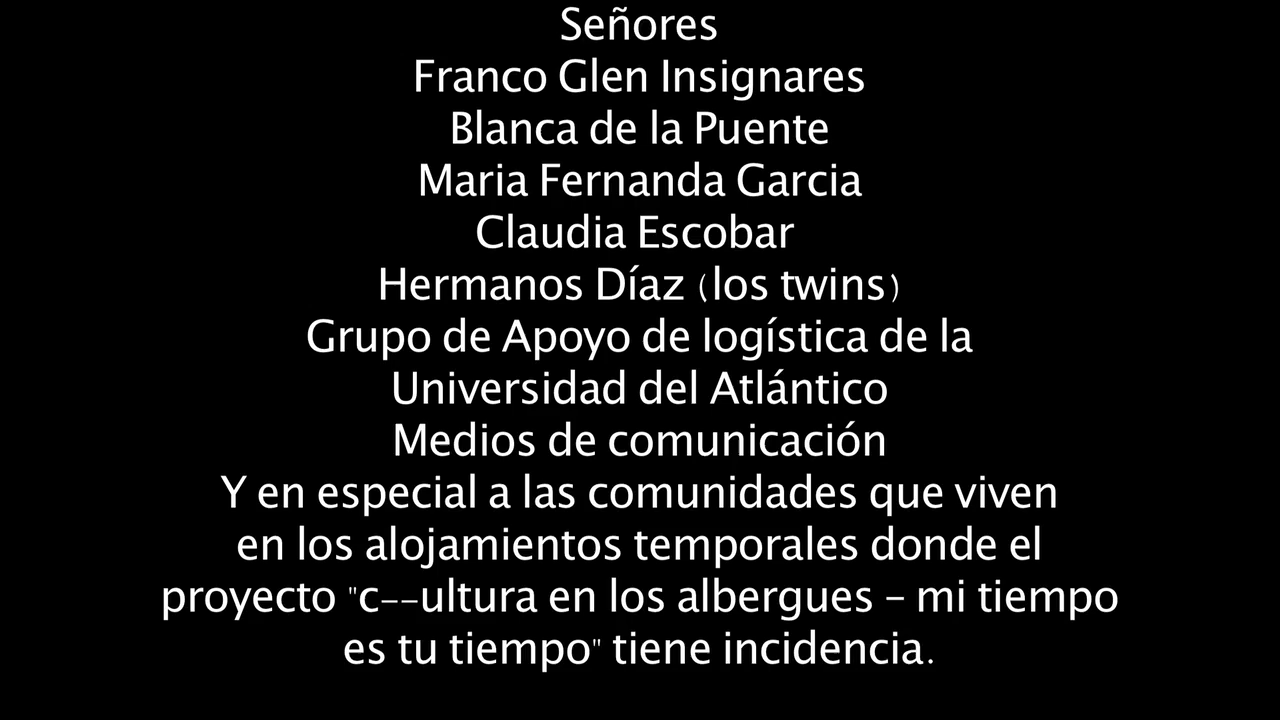 Señores
Franco Glen Insignares
Blanca de la Puente
Maria Fernanda Garcia
Claudia Escobar
Hermanos Díaz (los twins)
Grupo de Apoyo de logística de la
Universidad del Atlántico
Medios de comunicación
Y en especial a las comunidades que viven
en los alojamientos temporales donde el
proyecto "c--ultura en los albergues – mi tiempo
es tu tiempo" tiene incidencia.